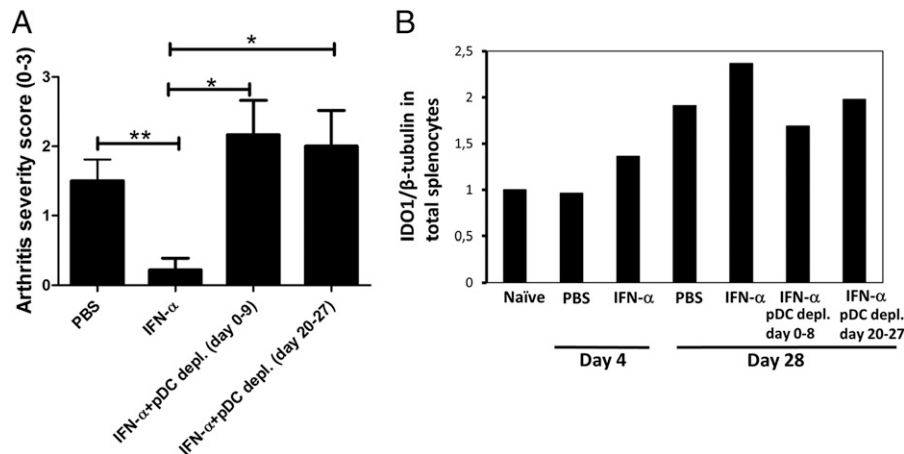 A
Arthritis severity score (0-3)
3
2
1
0
*
*
**
PBS
IFN-α
IFN-α+pDC depl. (day 0-9)
IFN-α+pDC depl. (day 20-27)
B
IDO1/β-tubulin in
total splenocytes
2,5
2
1,5
1
0,5
0
Naïve
PBS
IFN-α
PBS
IFN-α
IFN-α
pDC depl.
day 0-8
IFN-α
pDC depl.
day 20-27
Day 4
Day 28